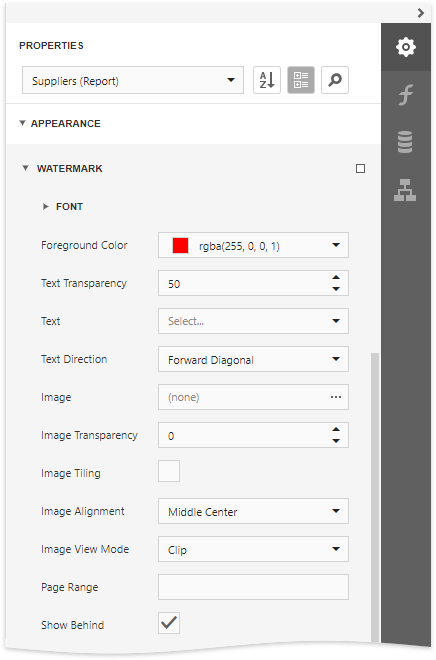 PROPERTIES
Suppliers (Report)
A
Z
APPEARANCE
WATERMARK
FONT
Foreground Color rgba(255, 0, 0, 1)
Text Transparency 50
Text Select...
Text Direction Forward Diagonal
Image (none) ...
Image Transparency 0
Image Tiling
Image Alignment Middle Center
Image View Mode Clip
Page Range
Show Behind